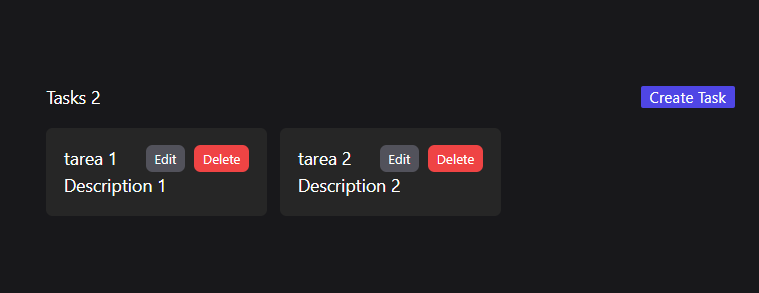 Tasks 2
Create Task
tarea 1 Edit Delete
Description 1
tarea 2 Edit Delete
Description 2